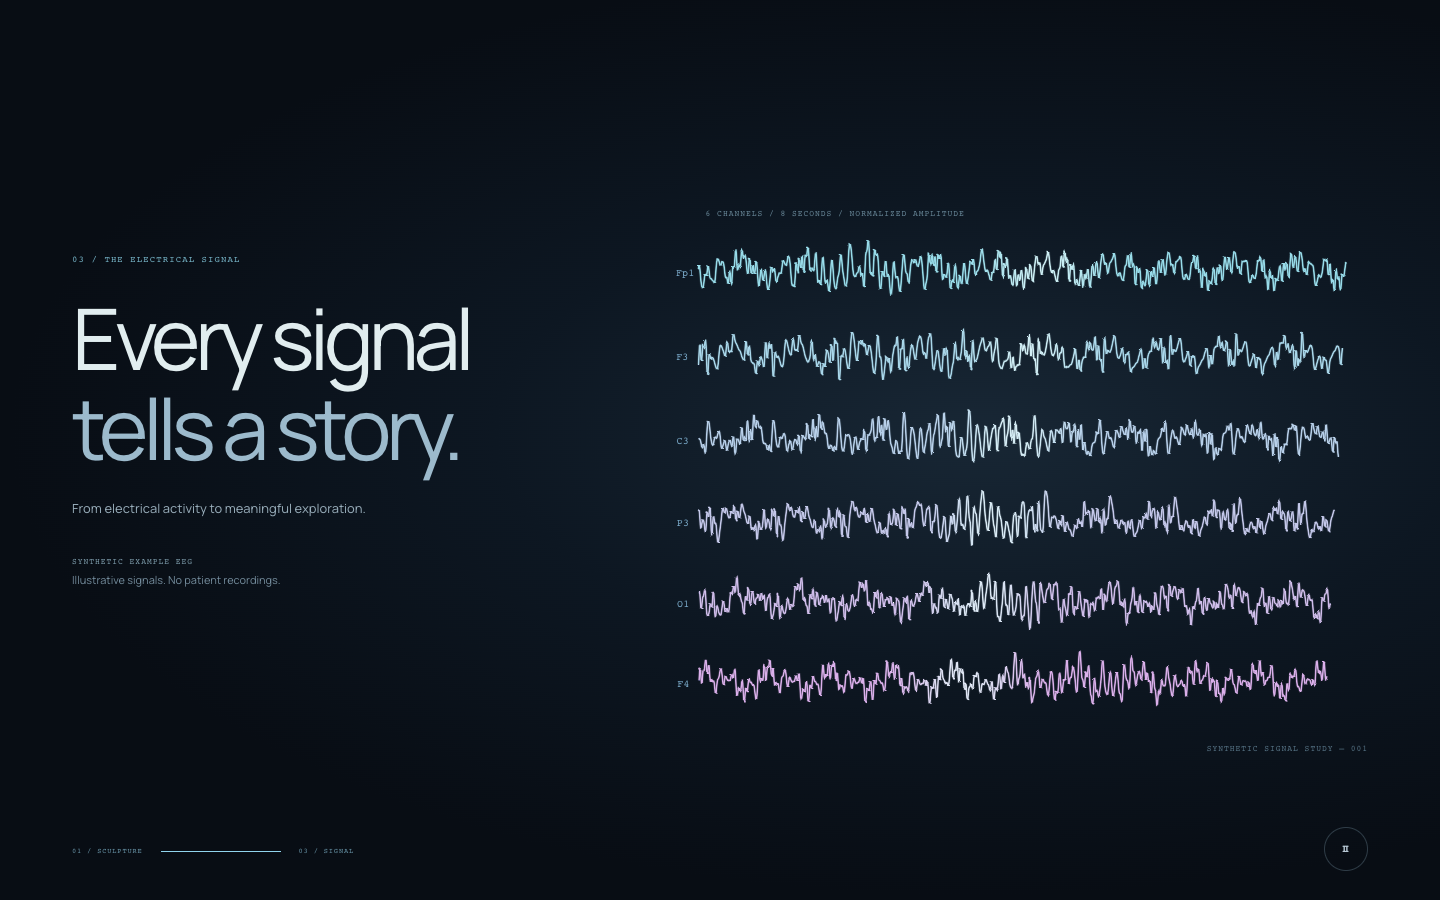 03 / THE ELECTRICAL SIGNAL
Every signal
tells a story.
From electrical activity to meaningful exploration.
SYNTHETIC EXAMPLE EEG
Illustrative signals. No patient recordings.
6 CHANNELS / 8 SECONDS / NORMALIZED AMPLITUDE
Fp1
F3
C3
P3
O1
F4
SYNTHETIC SIGNAL STUDY — 001
01 / SCULPTURE
03 / SIGNAL